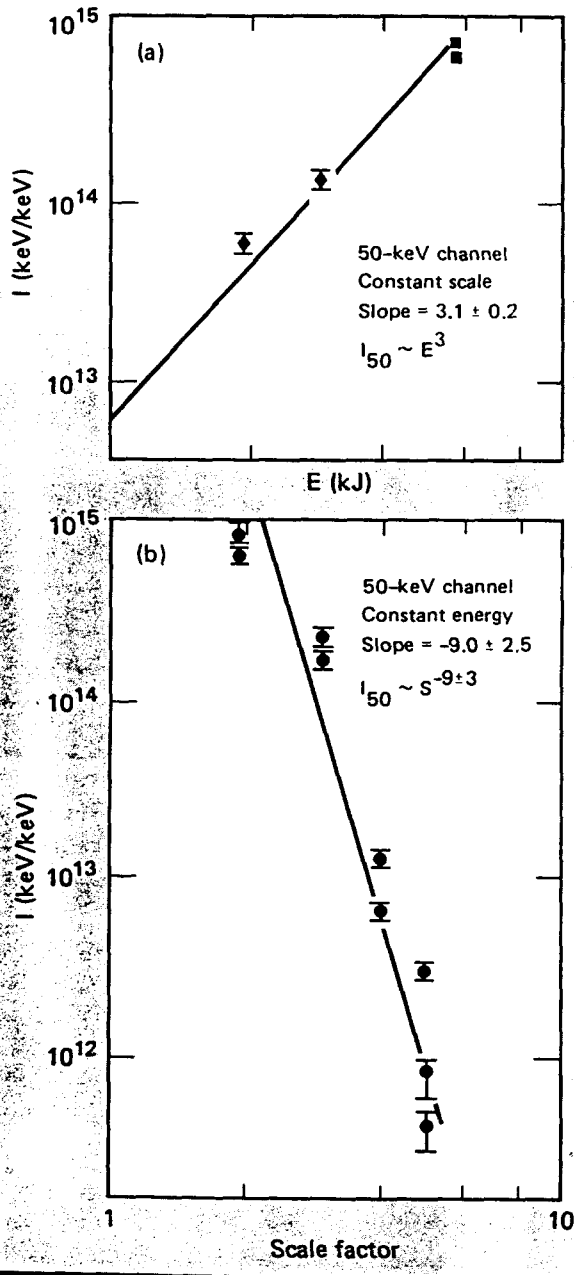 10^15
(a)
I (keV/keV)
10^14
50-keV channel
Constant scale
Slope = 3.1 ± 0.2
I_50 ~ E^3
10^13
E (kJ)
10^15
(b)
50-keV channel
Constant energy
Slope = -9.0 ± 2.5
I_50 ~ S^-9±3
10^14
I (keV/keV)
10^13
10^12
1
10
Scale factor